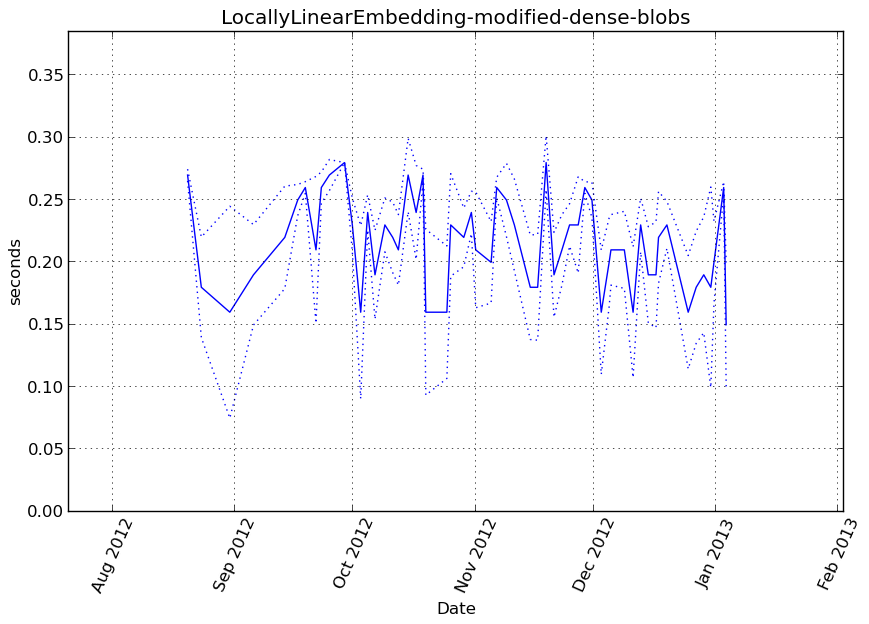 LocallyLinearEmbedding-modified-dense-blobs
0.35
0.30
0.25
0.20
0.15
0.10
0.05
0.00
seconds
Aug 2012
Sep 2012
Oct 2012
Nov 2012
Dec 2012
Jan 2013
Feb 2013
Date